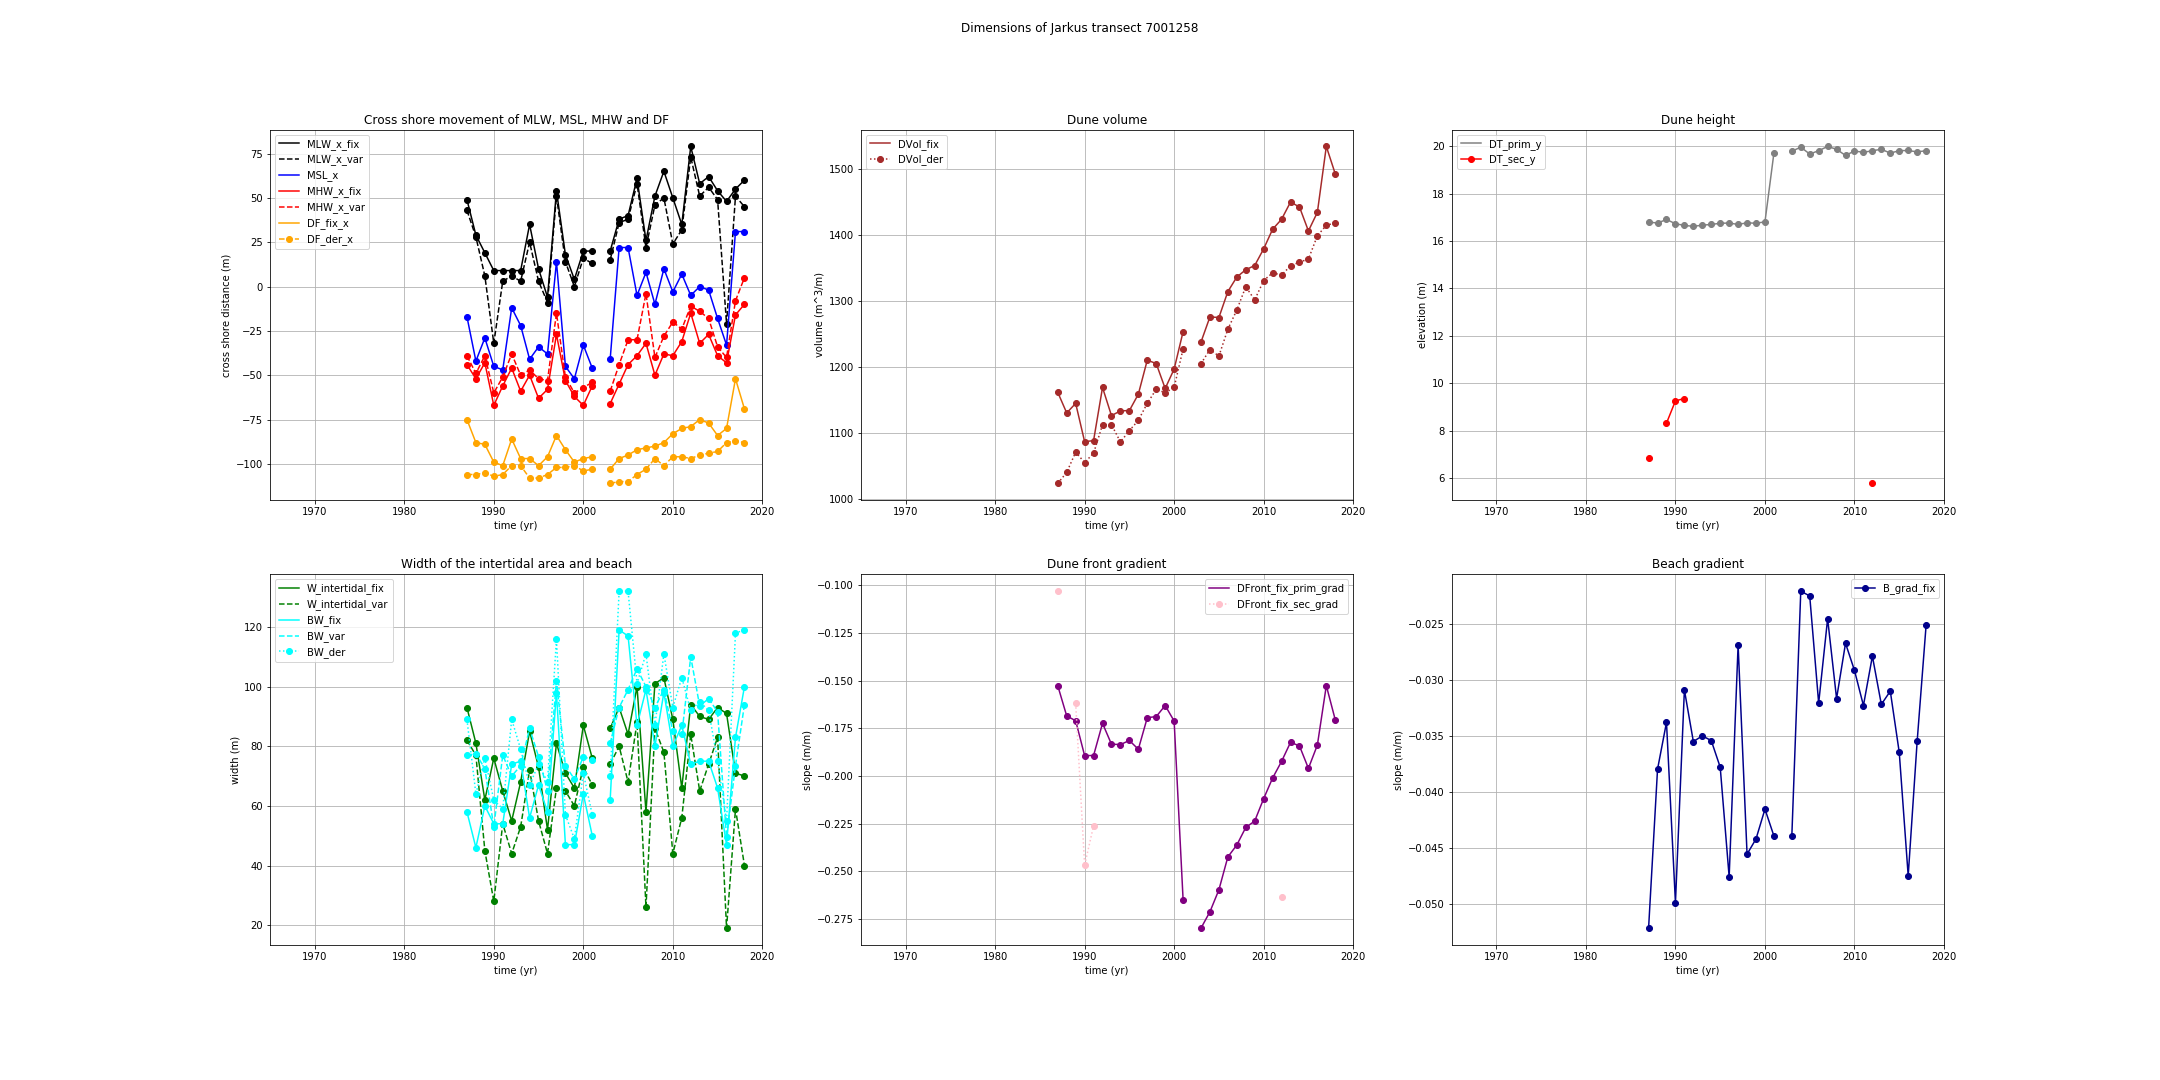 Dimensions of Jarkus transect 7001258
Cross shore movement of MLW, MSL, MHW and DF
MLW_x_fix
MLW_x_var
MSL_x
MHW_x_fix
MHW_x_var
DF_fix_x
DF_der_x
75
50
25
0
−25
−50
−75
−100
cross shore distance (m)
1970 1980 1990 2000 2010 2020
time (yr)
Dune volume
DVol_fix
DVol_der
1500
1400
1300
1200
1100
1000
volume (m^3/m)
1970 1980 1990 2000 2010 2020
time (yr)
Dune height
DT_prim_y
DT_sec_y
20
18
16
14
12
10
8
6
elevation (m)
1970 1980 1990 2000 2010 2020
time (yr)
Width of the intertidal area and beach
W_intertidal_fix
W_intertidal_var
BW_fix
BW_var
BW_der
120
100
80
60
40
20
width (m)
1970 1980 1990 2000 2010 2020
time (yr)
Dune front gradient
DFront_fix_prim_grad
DFront_fix_sec_grad
−0.100
−0.125
−0.150
−0.175
−0.200
−0.225
−0.250
−0.275
slope (m/m)
1970 1980 1990 2000 2010 2020
time (yr)
Beach gradient
B_grad_fix
−0.025
−0.030
−0.035
−0.040
−0.045
−0.050
slope (m/m)
1970 1980 1990 2000 2010 2020
time (yr)